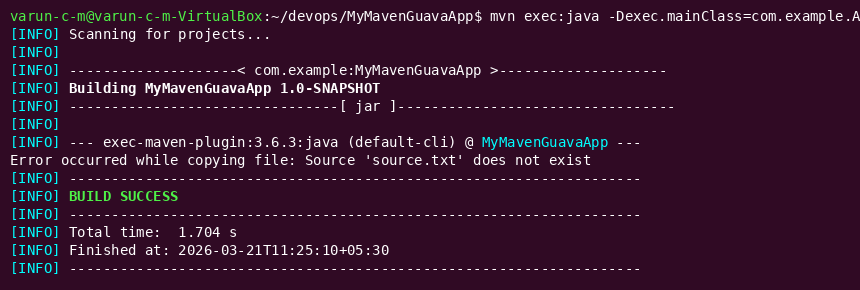 varun-c-m@varun-c-m-VirtualBox:~/devops/MyMavenGuavaApp$ mvn exec:java -Dexec.mainClass=com.example.A
[INFO] Scanning for projects...
[INFO]
[INFO] --------------------< com.example:MyMavenGuavaApp >--------------------
[INFO] Building MyMavenGuavaApp 1.0-SNAPSHOT
[INFO] --------------------------------[ jar ]---------------------------------
[INFO]
[INFO] --- exec-maven-plugin:3.6.3:java (default-cli) @ MyMavenGuavaApp ---
Error occurred while copying file: Source 'source.txt' does not exist
[INFO] --------------------------------------------------------------------
[INFO] BUILD SUCCESS
[INFO] --------------------------------------------------------------------
[INFO] Total time:  1.704 s
[INFO] Finished at: 2026-03-21T11:25:10+05:30
[INFO] --------------------------------------------------------------------